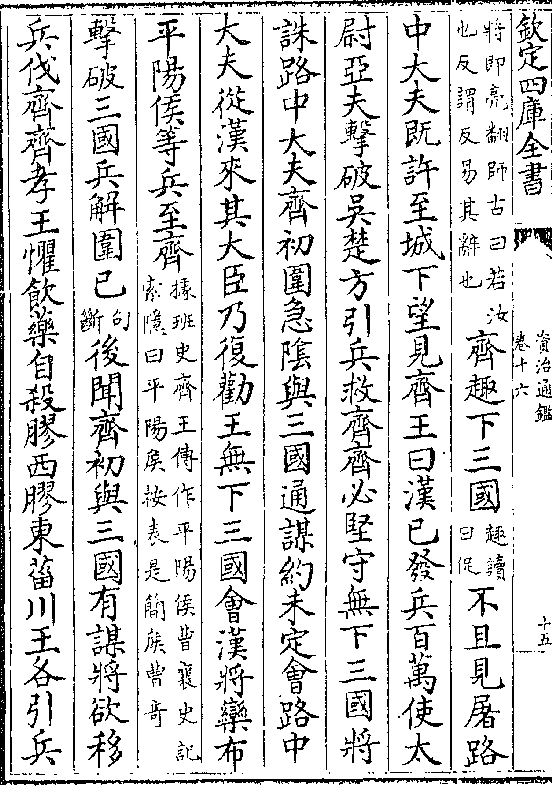 欽定四庫全書
資治通鑑
卷十六
十五
將即亮翻師古曰若汝
也反謂反易其辭也
齊趣下三國
趣讀
曰促
不且見屠路
中大夫既許至城下望見齊王曰漢已發兵百萬使太
尉亞夫擊破吳楚方引兵救齊齊必堅守無下三國將
誅路中大夫齊初圍急陰與三國通謀約未定會路中
大夫從漢來其大臣乃復勸王無下三國會漢將欒布
平陽侯等兵至齊
據班史齊王傳作平陽侯曹襄史記
索隱曰平陽侯按表是簡侯曹竒
擊破三國兵解圍已
句
斷
後聞齊初與三國有謀將欲移
兵伐齊齊孝王懼飲藥自殺膠西膠東菑川王各引兵